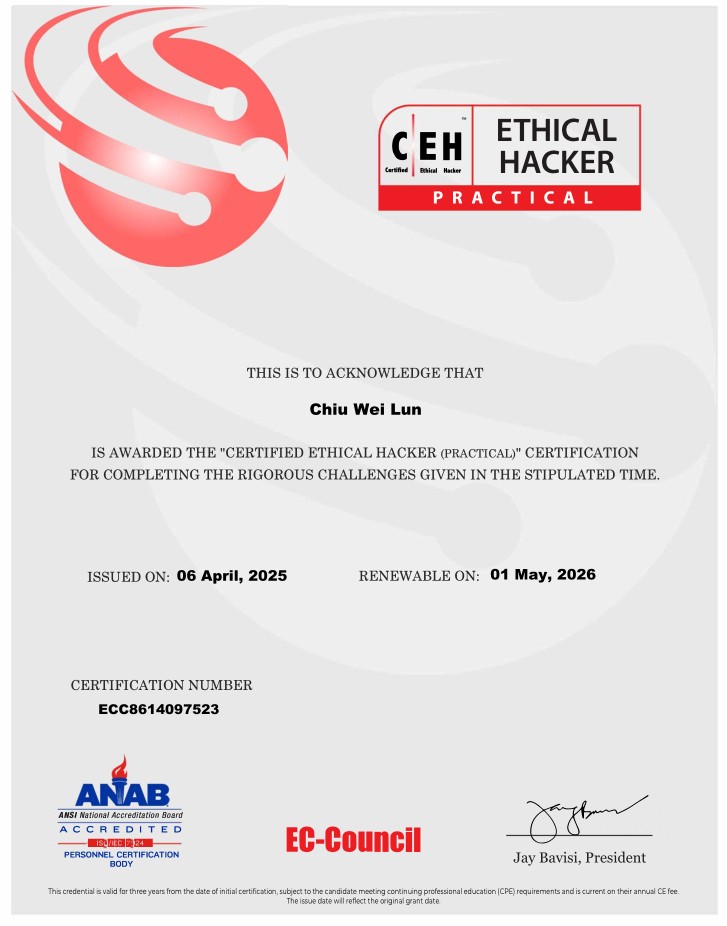 CEH™
Certified Ethical Hacker
ETHICAL
HACKER
PRACTICAL
THIS IS TO ACKNOWLEDGE THAT
Chiu Wei Lun
IS AWARDED THE "CERTIFIED ETHICAL HACKER (PRACTICAL)" CERTIFICATION
FOR COMPLETING THE RIGOROUS CHALLENGES GIVEN IN THE STIPULATED TIME.
ISSUED ON: 06 April, 2025 RENEWABLE ON: 01 May, 2026
CERTIFICATION NUMBER
ECC8614097523
ANAB
ANSI National Accreditation Board
ACCREDITED
ISO/IEC 17024
PERSONNEL CERTIFICATION
BODY
EC-Council
Jay Bavisi, President
This credential is valid for three years from the date of initial certification, subject to the candidate meeting continuing professional education (CPE) requirements and is current on their annual CE fee.
The issue date will reflect the original grant date.